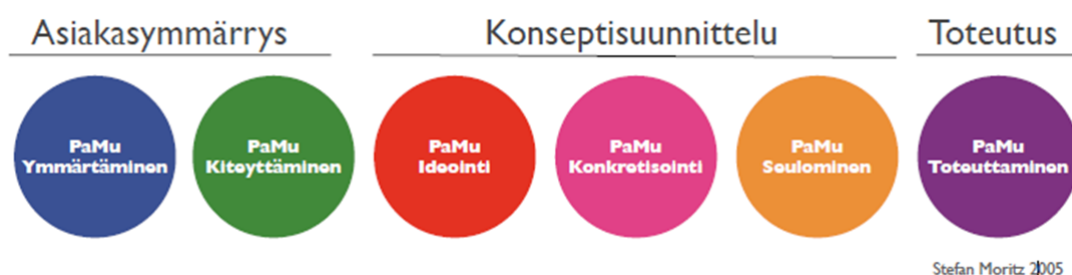 Asiakasymmärrys
Konseptisuunnittelu
Toteutus
PaMu
Ymmärtäminen
PaMu
Kiteyttäminen
PaMu
Ideointi
PaMu
Konkretisointi
PaMu
Seulominen
PaMu
Toteuttaminen
Stefan Moritz 2005